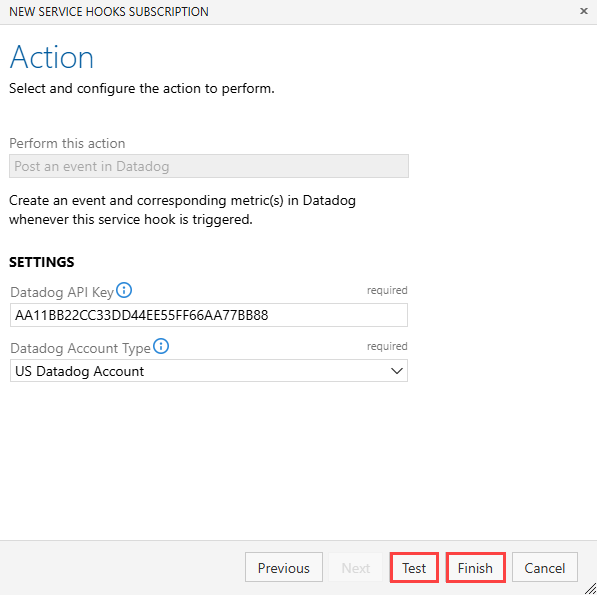 NEW SERVICE HOOKS SUBSCRIPTION
Action
Select and configure the action to perform.
Perform this action
Post an event in Datadog
Create an event and corresponding metric(s) in Datadog
whenever this service hook is triggered.
SETTINGS
Datadog API Key required
AA11BB22CC33DD44EE55FF66AA77BB88
Datadog Account Type required
US Datadog Account
Previous Next Test Finish Cancel